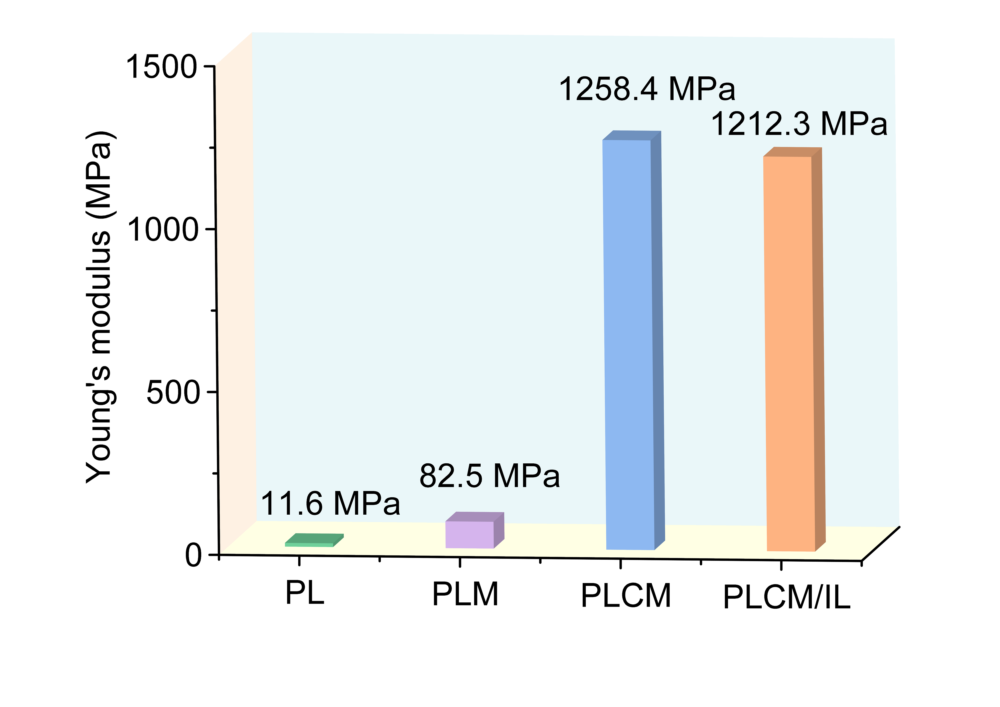 Young's modulus (MPa)
1500
1000
500
0
1258.4 MPa
1212.3 MPa
82.5 MPa
11.6 MPa
PL
PLM
PLCM
PLCM/IL